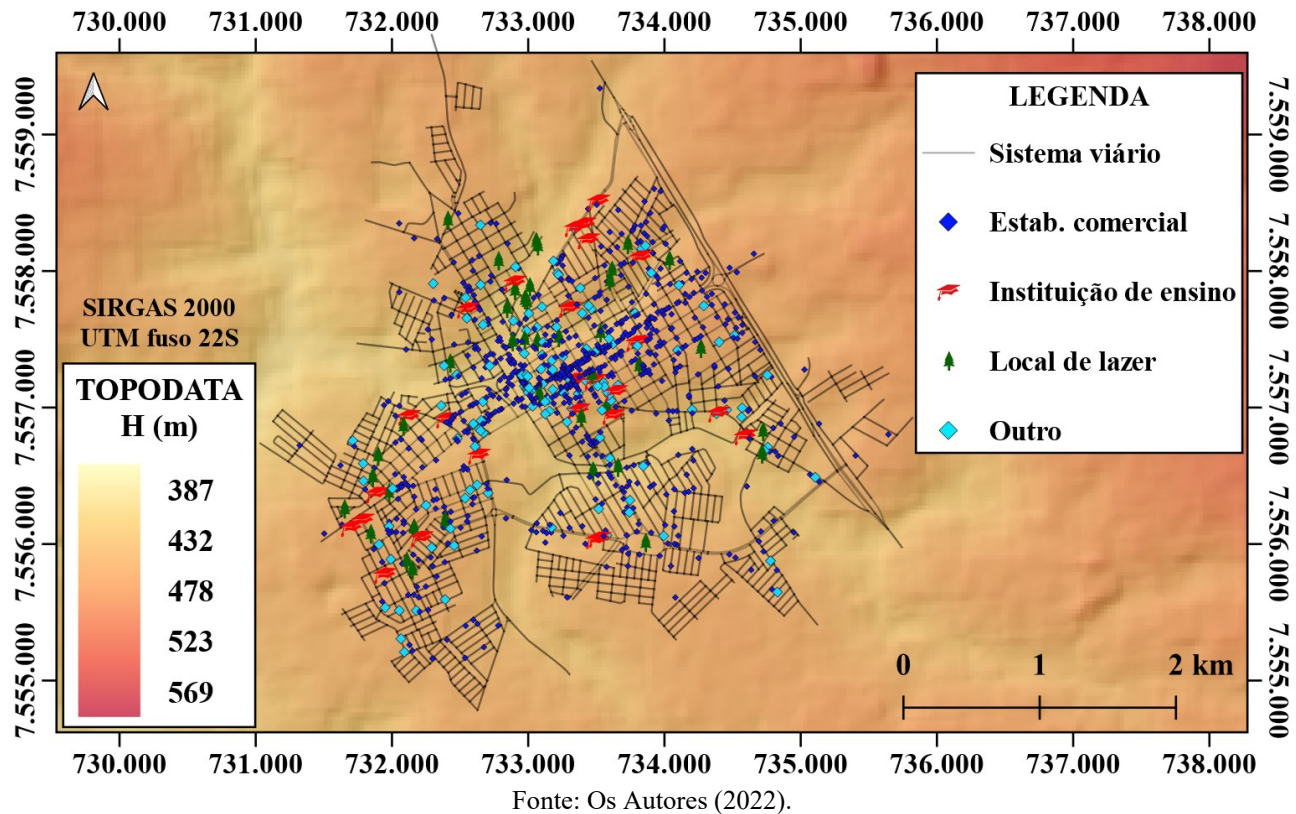 730.000 731.000 732.000 733.000 734.000 735.000 736.000 737.000 738.000
7.559.000
7.558.000
7.557.000
7.556.000
7.555.000
SIRGAS 2000
UTM fuso 22S
TOPODATA
H (m)
387
432
478
523
569
LEGENDA
Sistema viário
Estab. comercial
Instituição de ensino
Local de lazer
Outro
0 1 2 km
7.559.000
7.558.000
7.557.000
7.556.000
7.555.000
730.000 731.000 732.000 733.000 734.000 735.000 736.000 737.000 738.000
Fonte: Os Autores (2022).